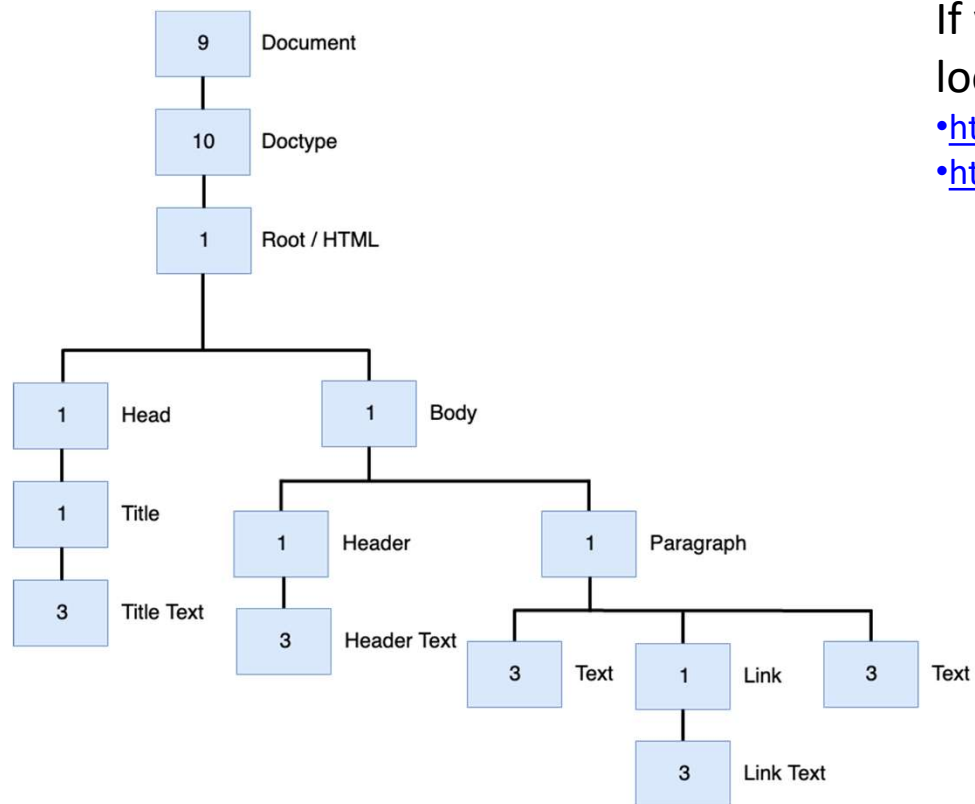 9 Document
10 Doctype
1 Root / HTML
1 Head
1 Body
1 Title
1 Header
1 Paragraph
3 Title Text
3 Header Text
3 Text
1 Link
3 Text
3 Link Text
If